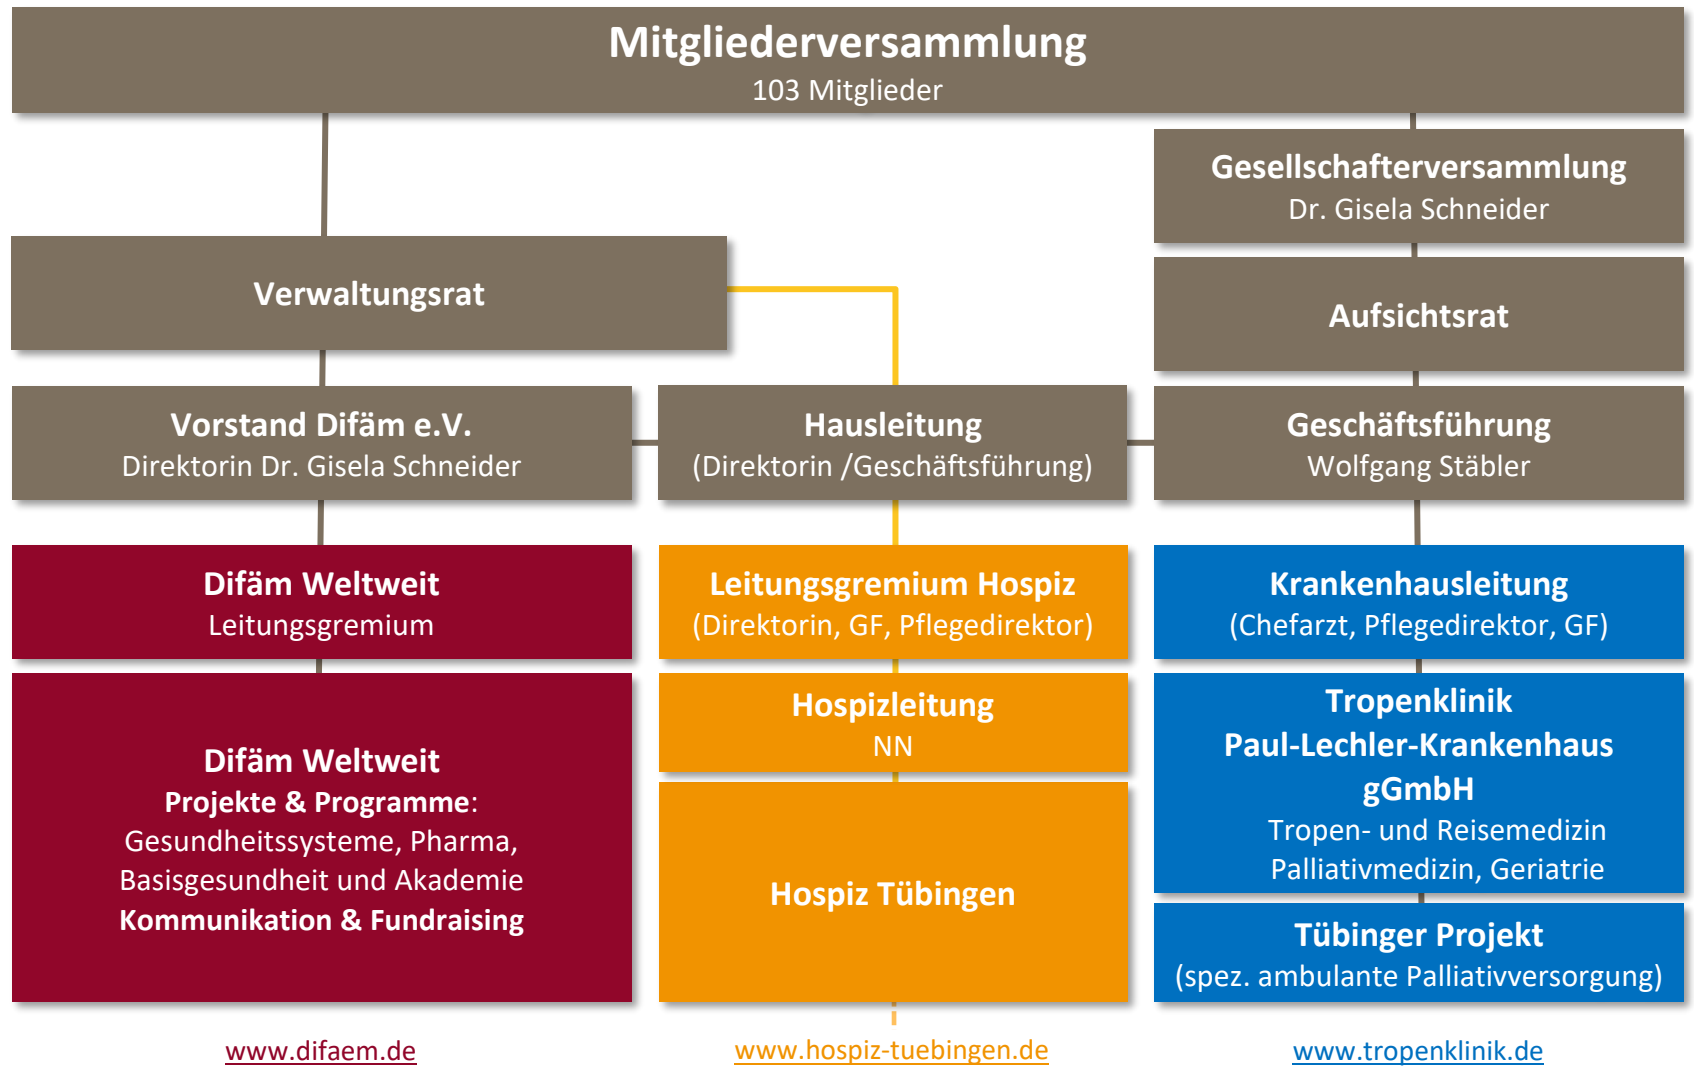 Mitgliederversammlung
103 Mitglieder
Gesellschafterversammlung
Dr. Gisela Schneider
Verwaltungsrat
Aufsichtsrat
Vorstand Difäm e.V.
Direktorin Dr. Gisela Schneider
Hausleitung
(Direktorin /Geschäftsführung)
Geschäftsführung
Wolfgang Stäbler
Difäm Weltweit
Leitungsgremium
Leitungsgremium Hospiz
(Direktorin, GF, Pflegedirektor)
Krankenhausleitung
(Chefarzt, Pflegedirektor, GF)
Difäm Weltweit
Projekte & Programme:
Gesundheitssysteme, Pharma,
Basisgesundheit und Akademie
Kommunikation & Fundraising
Hospizleitung
NN
Hospiz Tübingen
Tropenklinik
Paul-Lechler-Krankenhaus
gGmbH
Tropen- und Reisemedizin
Palliativmedizin, Geriatrie
Tübinger Projekt
(spez. ambulante Palliativversorgung)
www.difaem.de
www.hospiz-tuebingen.de
www.tropenklinik.de